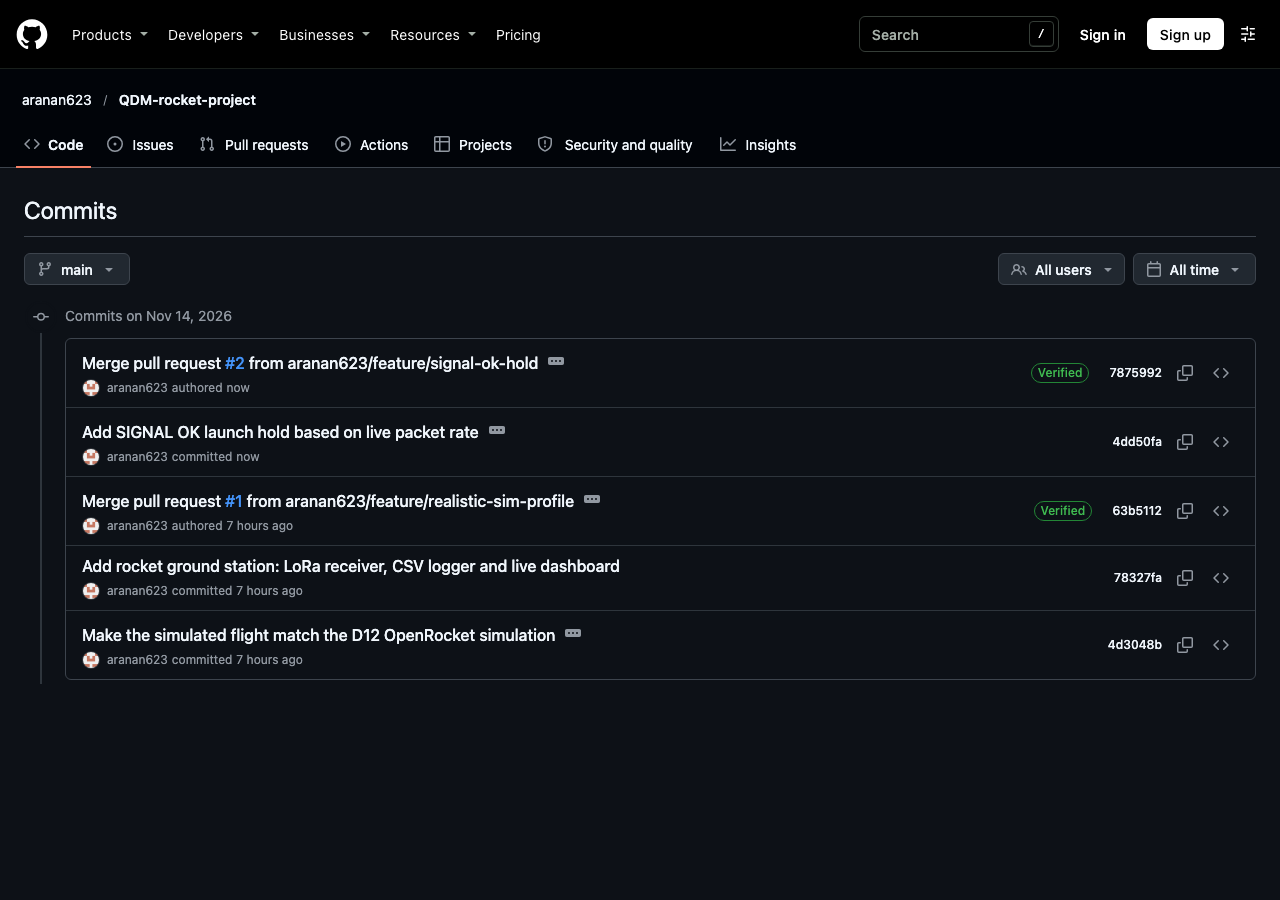 Products Developers Businesses Resources Pricing Search / Sign in Sign up
aranan623 / QDM-rocket-project
Code Issues Pull requests Actions Projects Security and quality Insights
Commits
main All users All time
Commits on Nov 14, 2026
Merge pull request #2 from aranan623/feature/signal-ok-hold
aranan623 authored now
Verified 7875992
Add SIGNAL OK launch hold based on live packet rate
aranan623 committed now
4dd50fa
Merge pull request #1 from aranan623/feature/realistic-sim-profile
aranan623 authored 7 hours ago
Verified 63b5112
Add rocket ground station: LoRa receiver, CSV logger and live dashboard
aranan623 committed 7 hours ago
78327fa
Make the simulated flight match the D12 OpenRocket simulation
aranan623 committed 7 hours ago
4d3048b